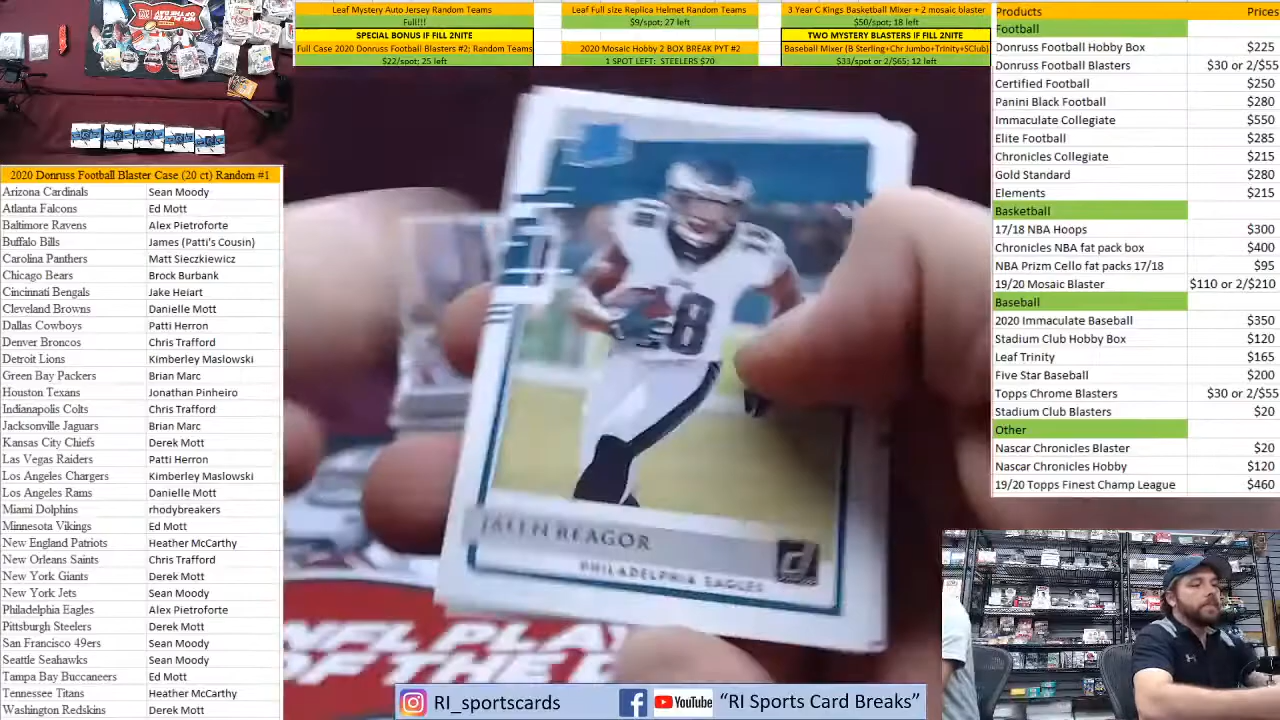 Leaf Mystery Auto Jersey Random Teams
Full!!!
SPECIAL BONUS IF FILL 2NITE
Full Case 2020 Donruss Football Blasters #2; Random Teams
$22/spot; 25 left
Leaf Full size Replica Helmet Random Teams
$9/spot; 27 left
2020 Mosaic Hobby 2 BOX BREAK PYT #2
1 SPOT LEFT: STEELERS $70
3 Year C Kings Basketball Mixer + 2 mosaic blaster
$50/spot; 18 left
TWO MYSTERY BLASTERS IF FILL 2NITE
Baseball Mixer (B Sterling+Chr Jumbo+Trinity+SClub)
$33/spot or 2/$65; 12 left
Products Prices
Football
Donruss Football Hobby Box $225
Donruss Football Blasters $30 or 2/$55
Certified Football $250
Panini Black Football $280
Immaculate Collegiate $550
Elite Football $285
Chronicles Collegiate $215
Gold Standard $280
Elements $215
Basketball
17/18 NBA Hoops $300
Chronicles NBA fat pack box $400
NBA Prizm Cello fat packs 17/18 $95
19/20 Mosaic Blaster $110 or 2/$210
Baseball
2020 Immaculate Baseball $350
Stadium Club Hobby Box $120
Leaf Trinity $165
Five Star Baseball $200
Topps Chrome Blasters $30 or 2/$55
Stadium Club Blasters $20
Other
Nascar Chronicles Blaster $20
Nascar Chronicles Hobby $120
19/20 Topps Finest Champ League $460
2020 Donruss Football Blaster Case (20 ct) Random #1
Arizona Cardinals Sean Moody
Atlanta Falcons Ed Mott
Baltimore Ravens Alex Pietroforte
Buffalo Bills James (Patti's Cousin)
Carolina Panthers Matt Sieczkiewicz
Chicago Bears Brock Burbank
Cincinnati Bengals Jake Heiart
Cleveland Browns Danielle Mott
Dallas Cowboys Patti Herron
Denver Broncos Chris Trafford
Detroit Lions Kimberley Maslowski
Green Bay Packers Brian Marc
Houston Texans Jonathan Pinheiro
Indianapolis Colts Chris Trafford
Jacksonville Jaguars Brian Marc
Kansas City Chiefs Derek Mott
Las Vegas Raiders Patti Herron
Los Angeles Chargers Kimberley Maslowski
Los Angeles Rams Danielle Mott
Miami Dolphins rhodybreakers
Minnesota Vikings Ed Mott
New England Patriots Heather McCarthy
New Orleans Saints Chris Trafford
New York Giants Derek Mott
New York Jets Sean Moody
Philadelphia Eagles Alex Pietroforte
Pittsburgh Steelers Derek Mott
San Francisco 49ers Sean Moody
Seattle Seahawks Sean Moody
Tampa Bay Buccaneers Ed Mott
Tennessee Titans Heather McCarthy
Washington Redskins Derek Mott
18
JALEN REAGOR
PHILADELPHIA EAGLES
NFL PLAY
OF THE
RI_sportscards
YouTube
"RI Sports Card Breaks"